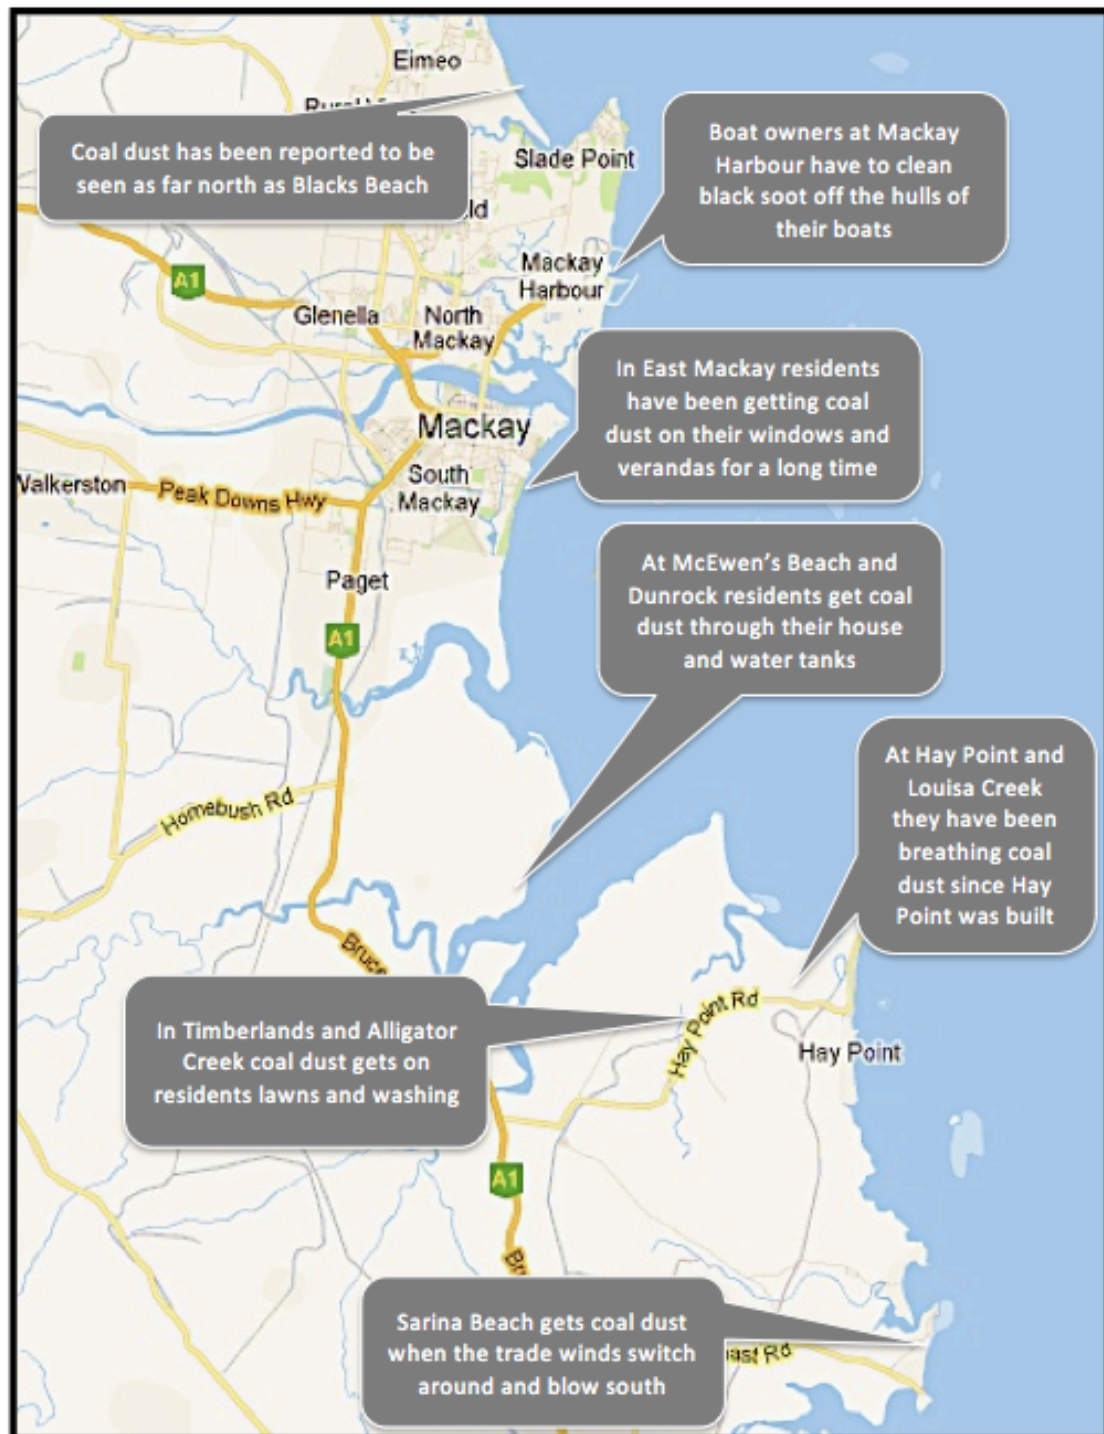 Eimeo
Coal dust has been reported to be
seen as far north as Blacks Beach
Slade Point
Boat owners at Mackay
Harbour have to clean
black soot off the hulls of
their boats
A1
Mackay
Harbour
Glenella
North
Mackay
In East Mackay residents
have been getting coal
dust on their windows and
verandas for a long time
Mackay
Walkerston
Peak Downs Hwy
South
Mackay
Paget
A1
At McEwen's Beach and
Dunrock residents get coal
dust through their house
and water tanks
Homebush Rd
At Hay Point and
Louisa Creek
they have been
breathing coal
dust since Hay
Point was built
Bruce
In Timberlands and Alligator
Creek coal dust gets on
residents lawns and washing
Hay Point Rd
Hay Point
A1
Br
Sarina Beach gets coal dust
when the trade winds switch
around and blow south
ast Rd